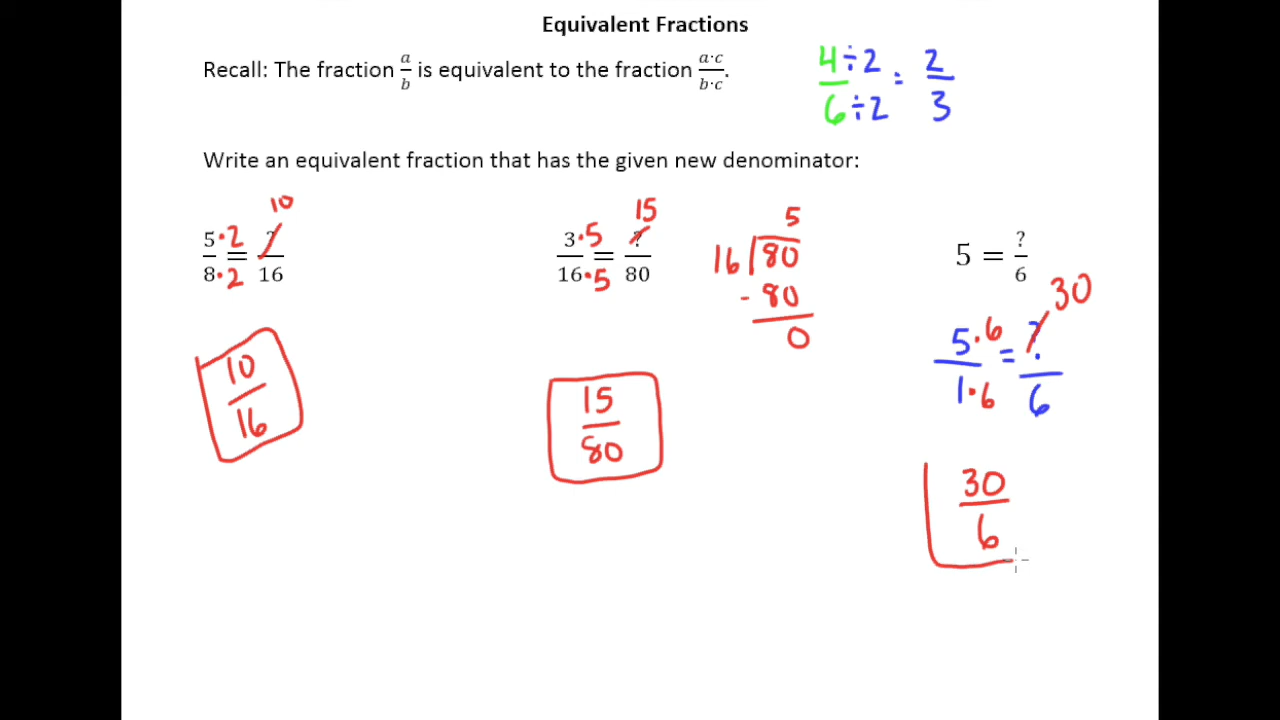 Equivalent Fractions
Recall: The fraction a/b is equivalent to the fraction a·c/b·c.
4÷2/6÷2 = 2/3
Write an equivalent fraction that has the given new denominator:
10
5·2/8·2 = ?/16
10/16
15
3·5/16·5 = ?/80
5
16 80
- 80
0
15/80
5 = ?/6
30
5·6/1·6 = ?/6
30/6